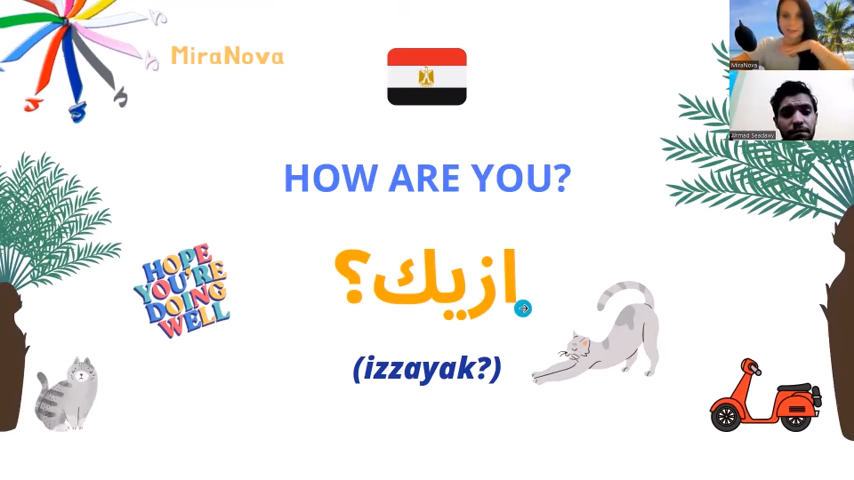 MiraNova
MiraNova
Ahmad Seadawy
HOW ARE YOU?
ازيك؟
HOPE
YOU'RE
DOING
WELL
(izzayak?)